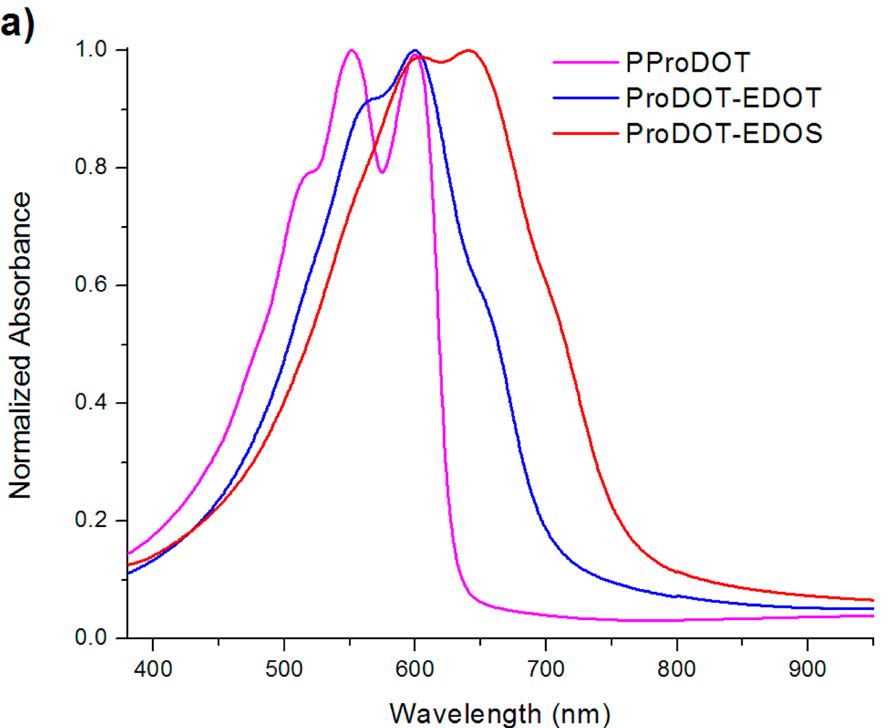 a)
PProDOT
ProDOT-EDOT
ProDOT-EDOS
Normalized Absorbance
1.0
0.8
0.6
0.4
0.2
0.0
400 500 600 700 800 900
Wavelength (nm)